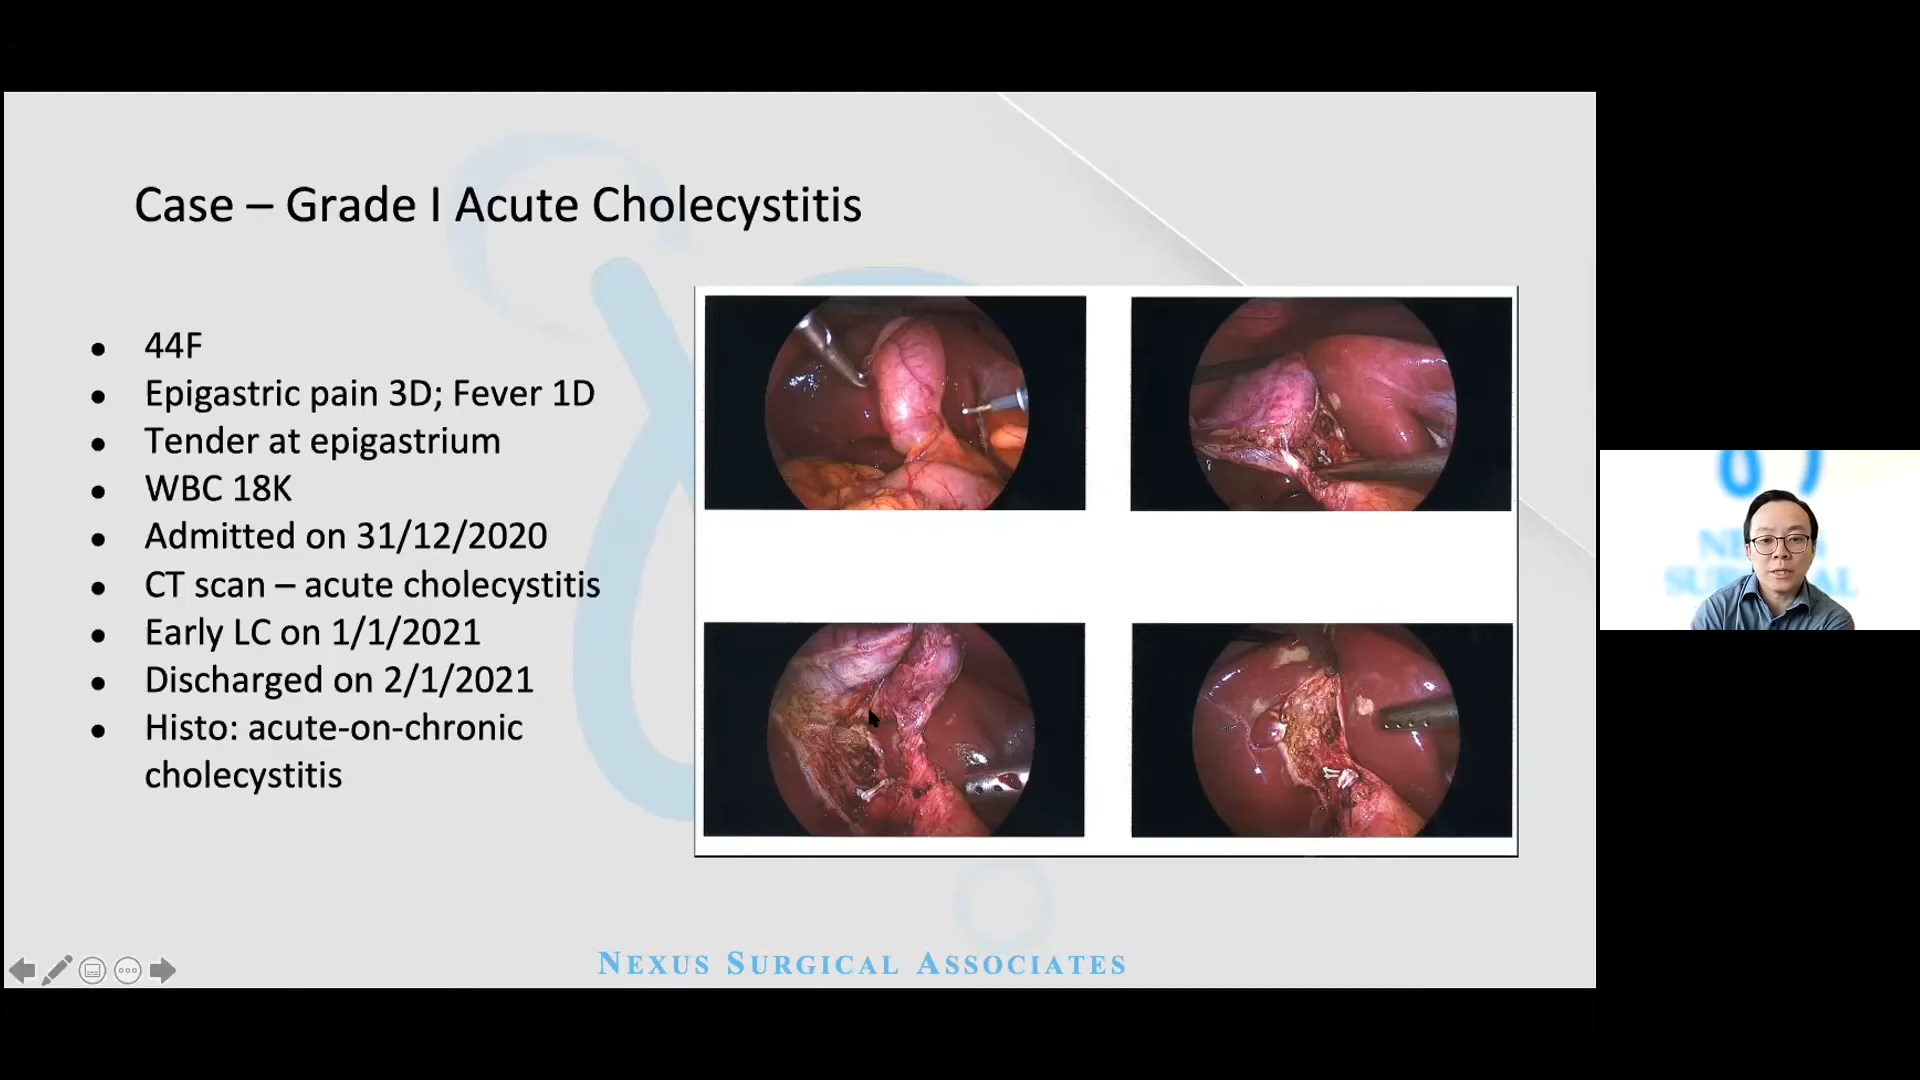 Case – Grade I Acute Cholecystitis
• 44F
• Epigastric pain 3D; Fever 1D
• Tender at epigastrium
• WBC 18K
• Admitted on 31/12/2020
• CT scan – acute cholecystitis
• Early LC on 1/1/2021
• Discharged on 2/1/2021
• Histo: acute-on-chronic
cholecystitis
NEXUS SURGICAL ASSOCIATES